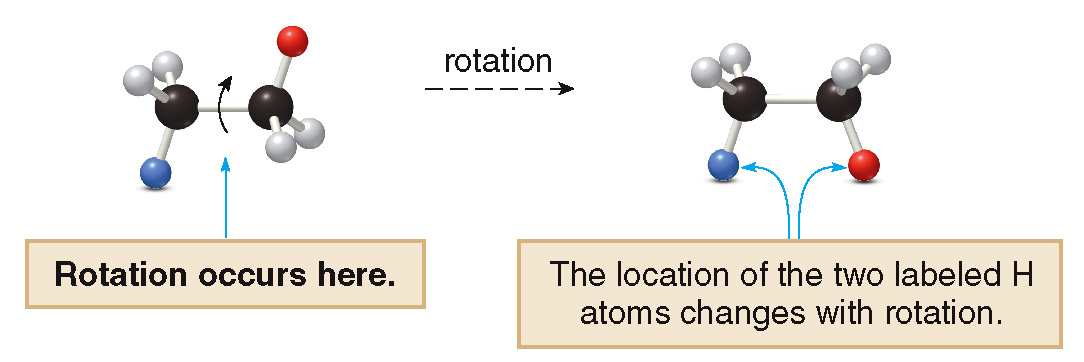 rotation
Rotation occurs here.
The location of the two labeled H
atoms changes with rotation.